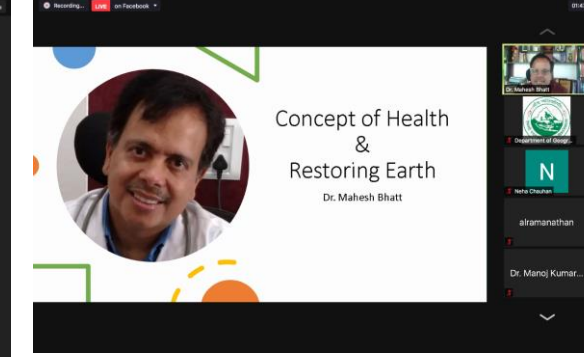 Recording...
LIVE
on Facebook
Concept of Health
&
Restoring Earth
Dr. Mahesh Bhatt
Dr. Mahesh Bhatt
Department of Geogr...
N
Neha Chauhan
alramanathan
Dr. Manoj Kumar...